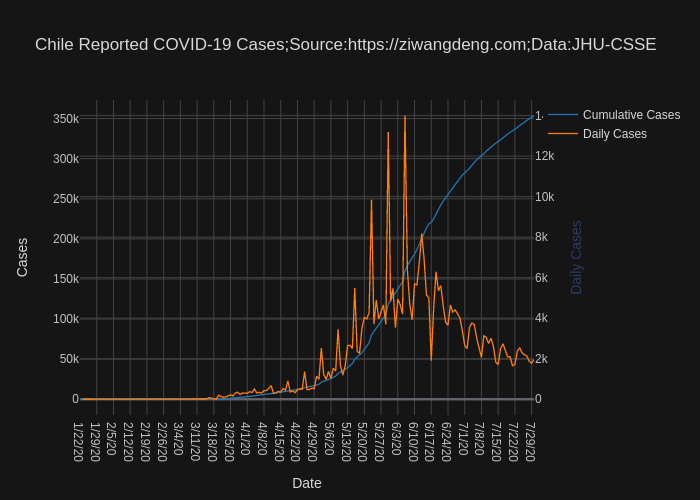 Chile Reported COVID-19 Cases;Source:https://ziwangdeng.com;Data:JHU-CSSE
Cumulative Cases
Daily Cases
Cases
350k
300k
250k
200k
150k
100k
50k
0
12k
10k
8k
6k
4k
2k
0
Daily Cases
1/22/20
1/29/20
2/5/20
2/12/20
2/19/20
2/26/20
3/4/20
3/11/20
3/18/20
3/25/20
4/1/20
4/8/20
4/15/20
4/22/20
4/29/20
5/6/20
5/13/20
5/20/20
5/27/20
6/3/20
6/10/20
6/17/20
6/24/20
7/1/20
7/8/20
7/15/20
7/22/20
7/29/20
Date